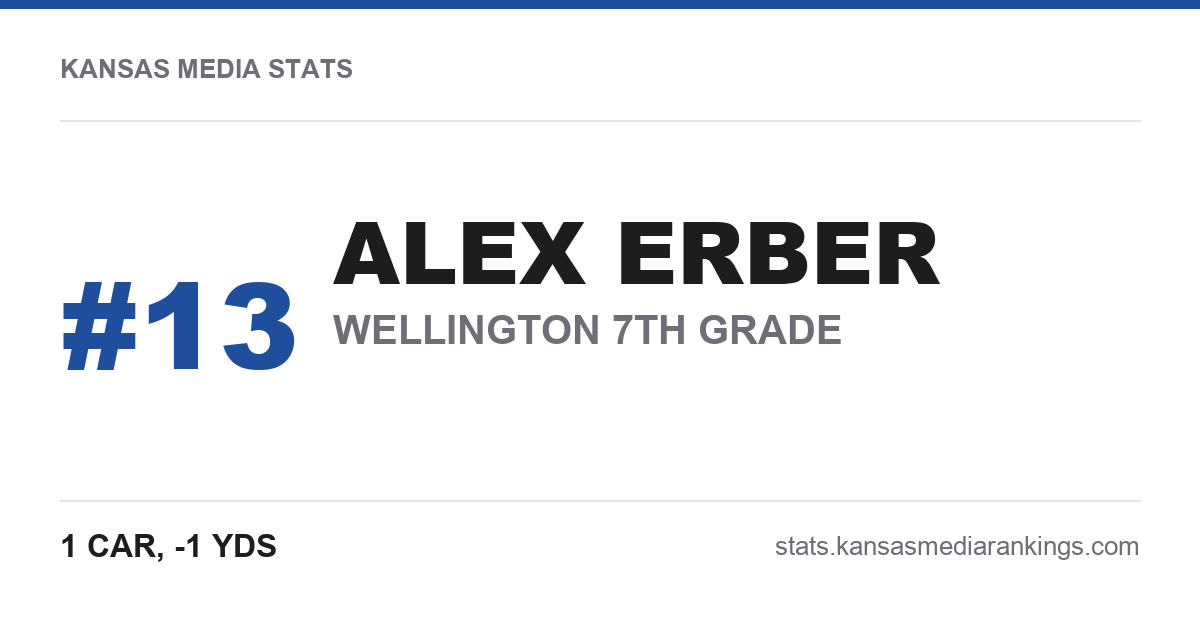 KANSAS MEDIA STATS
#13
ALEX ERBER
WELLINGTON 7TH GRADE
1 CAR, -1 YDS
stats.kansasmediarankings.com